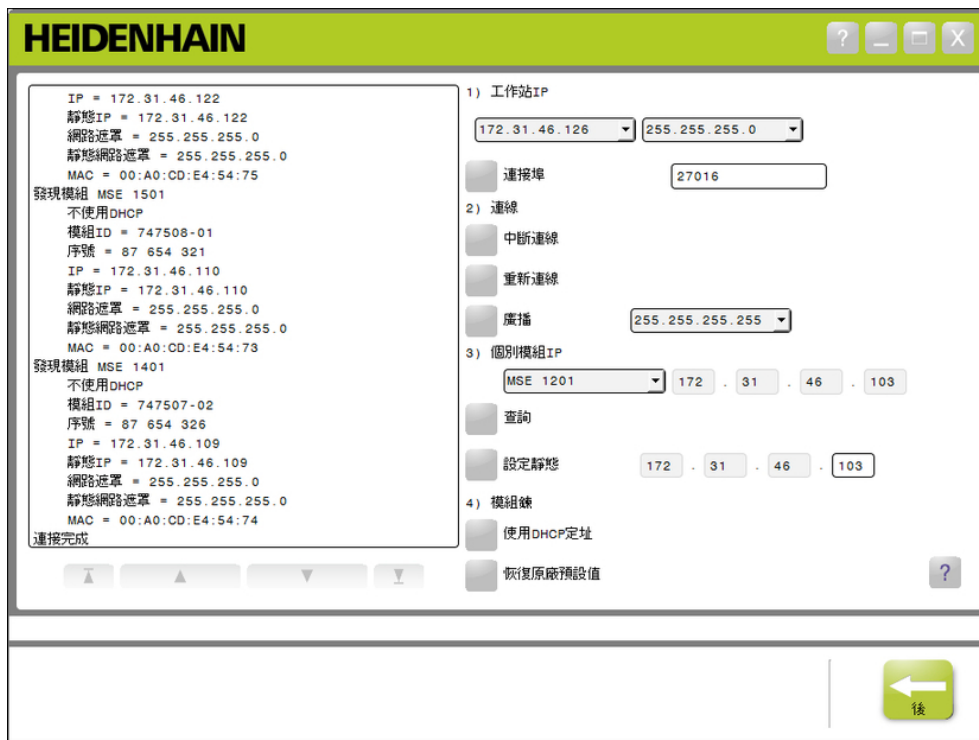 HEIDENHAIN
? _ X
IP = 172.31.46.122
靜態IP = 172.31.46.122
網路遮罩 = 255.255.255.0
靜態網路遮罩 = 255.255.255.0
MAC = 00:A0:CD:E4:54:75
發現模組 MSE 1501
不使用DHCP
模組ID = 747508-01
序號 = 87 654 321
IP = 172.31.46.110
靜態IP = 172.31.46.110
網路遮罩 = 255.255.255.0
靜態網路遮罩 = 255.255.255.0
MAC = 00:A0:CD:E4:54:73
發現模組 MSE 1401
不使用DHCP
模組ID = 747507-02
序號 = 87 654 326
IP = 172.31.46.109
靜態IP = 172.31.46.109
網路遮罩 = 255.255.255.0
靜態網路遮罩 = 255.255.255.0
MAC = 00:A0:CD:E4:54:74
連接完成
1) 工作站IP
172.31.46.126 255.255.255.0
連接埠 27016
2) 連線
中斷連線
重新連線
廣播 255.255.255.255
3) 個別模組IP
MSE 1201 172 . 31 . 46 . 103
查詢
設定靜態 172 . 31 . 46 . 103
4) 模組鍊
使用DHCP定址
恢復原廠預設值
?
後